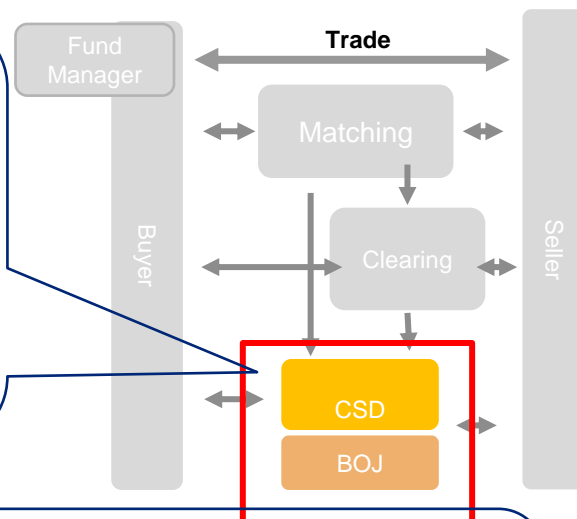 Fund
Manager
Trade
Matching
Buyer
Clearing
Seller
CSD
BOJ